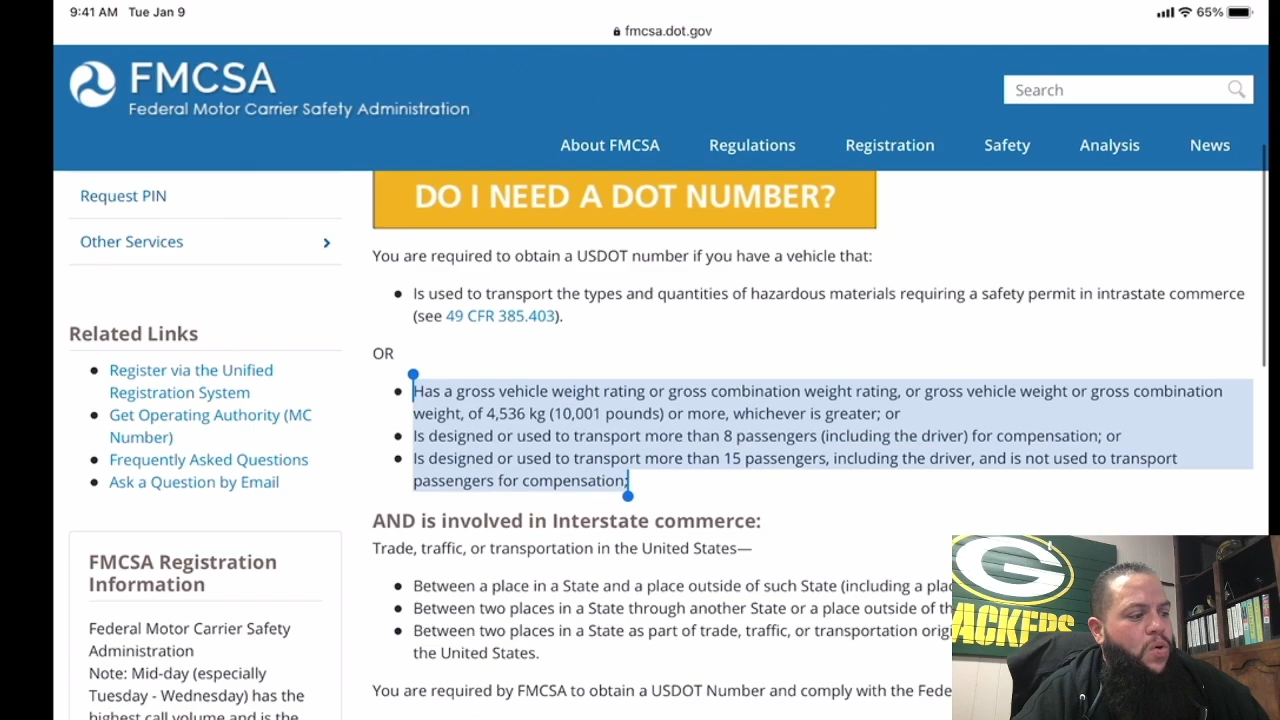 9:41 AM Tue Jan 9
65%
fmcsa.dot.gov
FMCSA
Federal Motor Carrier Safety Administration
Search
About FMCSA Regulations Registration Safety Analysis News
Request PIN
Other Services
Related Links
Register via the Unified
Registration System
Get Operating Authority (MC
Number)
Frequently Asked Questions
Ask a Question by Email
FMCSA Registration
Information
Federal Motor Carrier Safety
Administration
Note: Mid-day (especially
Tuesday - Wednesday) has the
highest call volume and is the
DO I NEED A DOT NUMBER?
You are required to obtain a USDOT number if you have a vehicle that:
Is used to transport the types and quantities of hazardous materials requiring a safety permit in intrastate commerce
(see 49 CFR 385.403).
OR
Has a gross vehicle weight rating or gross combination weight rating, or gross vehicle weight or gross combination
weight, of 4,536 kg (10,001 pounds) or more, whichever is greater; or
Is designed or used to transport more than 8 passengers (including the driver) for compensation; or
Is designed or used to transport more than 15 passengers, including the driver, and is not used to transport
passengers for compensation;
AND is involved in Interstate commerce:
Trade, traffic, or transportation in the United States—
Between a place in a State and a place outside of such State (including a
Between two places in a State through another State or a place outside of
Between two places in a State as part of trade, traffic, or transportation
the United States.
You are required by FMCSA to obtain a USDOT Number and comply with the
G
ACKERS